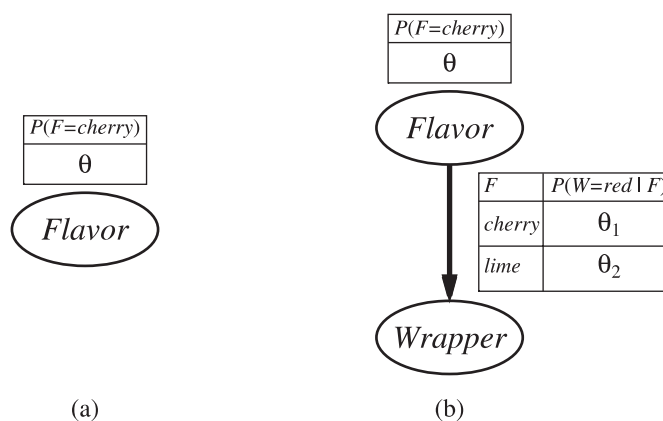 P(F=cherry)
θ
Flavor
(a)
P(F=cherry)
θ
Flavor
F P(W=red | F)
cherry θ1
lime θ2
Wrapper
(b)